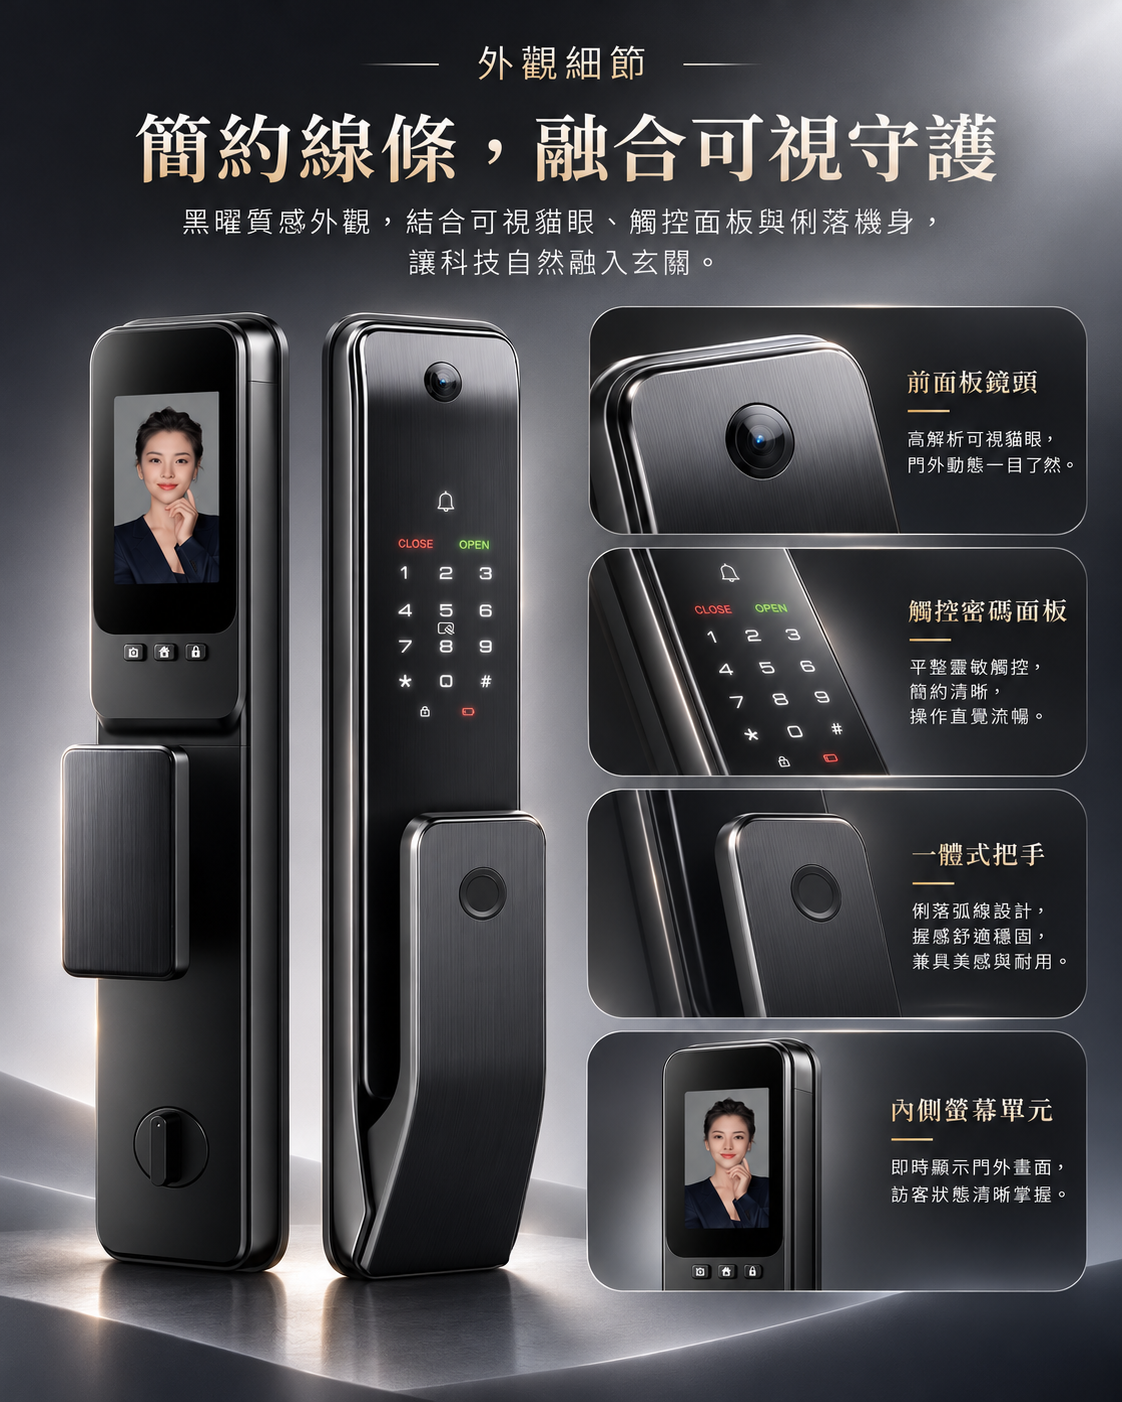 外觀細節
簡約線條，融合可視守護
黑曜質感外觀，結合可視貓眼、觸控面板與俐落機身，
讓科技自然融入玄關。
CLOSE OPEN
1 2 3
4 5 6
7 8 9
* 0 #
前面板鏡頭
高解析可視貓眼，
門外動態一目了然。
CLOSE OPEN
1 2 3
4 5 6
7 8 9
* 0 #
觸控密碼面板
平整靈敏觸控，
簡約清晰，
操作直覺流暢。
一體式把手
俐落弧線設計，
握感舒適穩固，
兼具美感與耐用。
內側螢幕單元
即時顯示門外畫面，
訪客狀態清晰掌握。